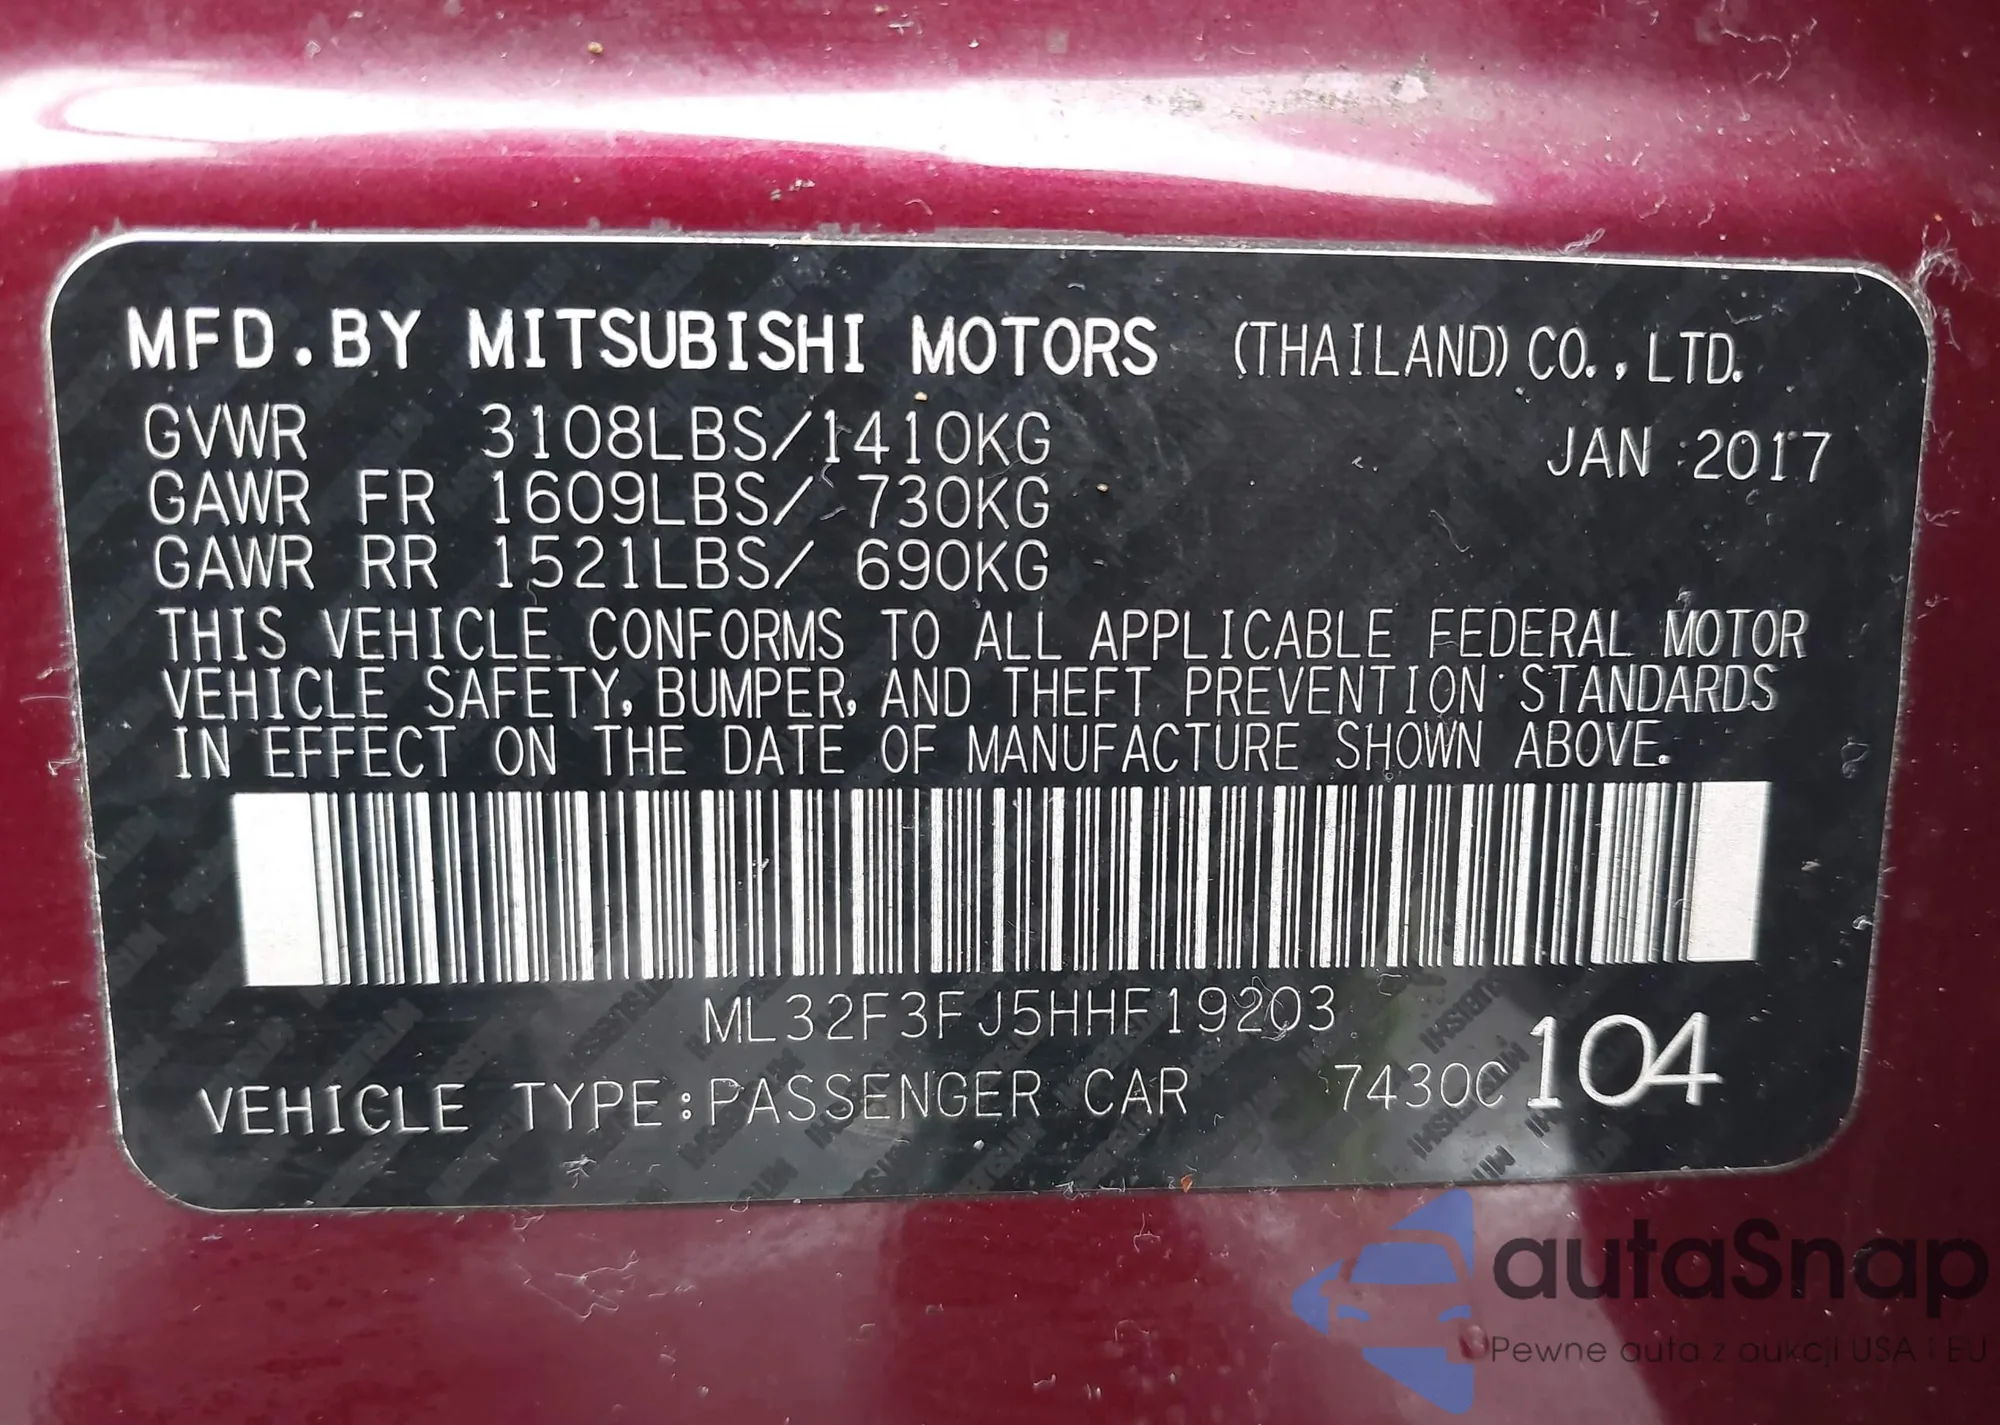 MFD.BY MITSUBISHI MOTORS (THAILAND) CO.,LTD.
GVWR 3108LBS/1410KG JAN 2017
GAWR FR 1609LBS/ 730KG
GAWR RR 1521LBS/ 690KG
THIS VEHICLE CONFORMS TO ALL APPLICABLE FEDERAL MOTOR
VEHICLE SAFETY, BUMPER, AND THEFT PREVENTION STANDARDS
IN EFFECT ON THE DATE OF MANUFACTURE SHOWN ABOVE.
ML32F3FJ5HHF19203
VEHICLE TYPE:PASSENGER CAR 7430C 104
autaSnap
Pewne auta z aukcji USA i EU